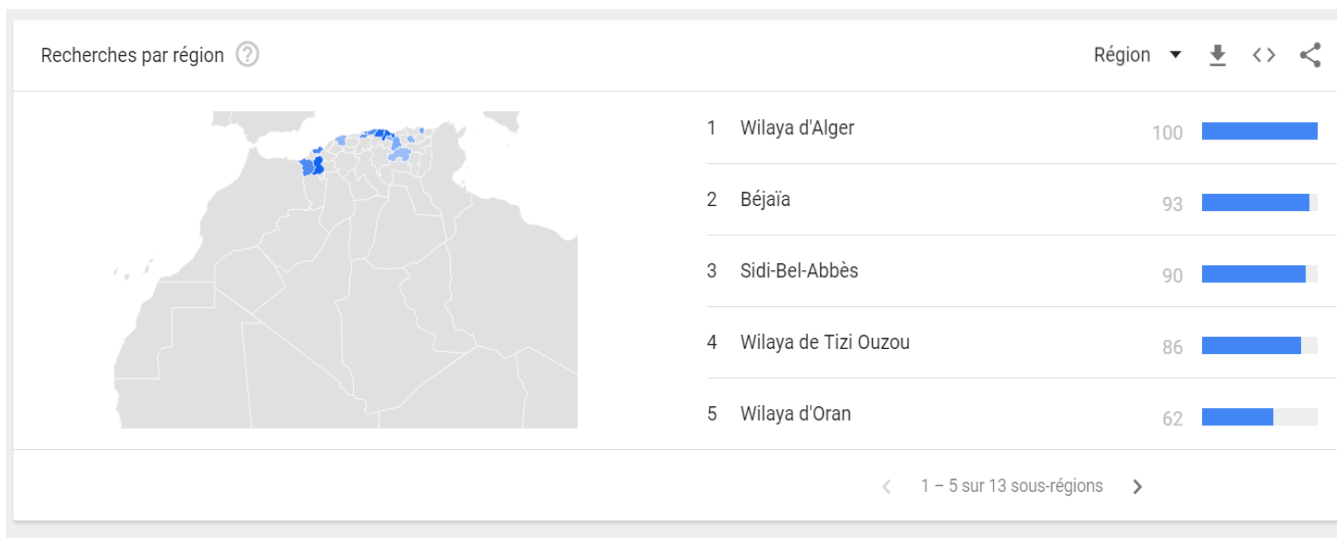 Recherches par région ?
Région
1 Wilaya d'Alger 100
2 Béjaïa 93
3 Sidi-Bel-Abbès 90
4 Wilaya de Tizi Ouzou 86
5 Wilaya d'Oran 62
1 – 5 sur 13 sous-régions